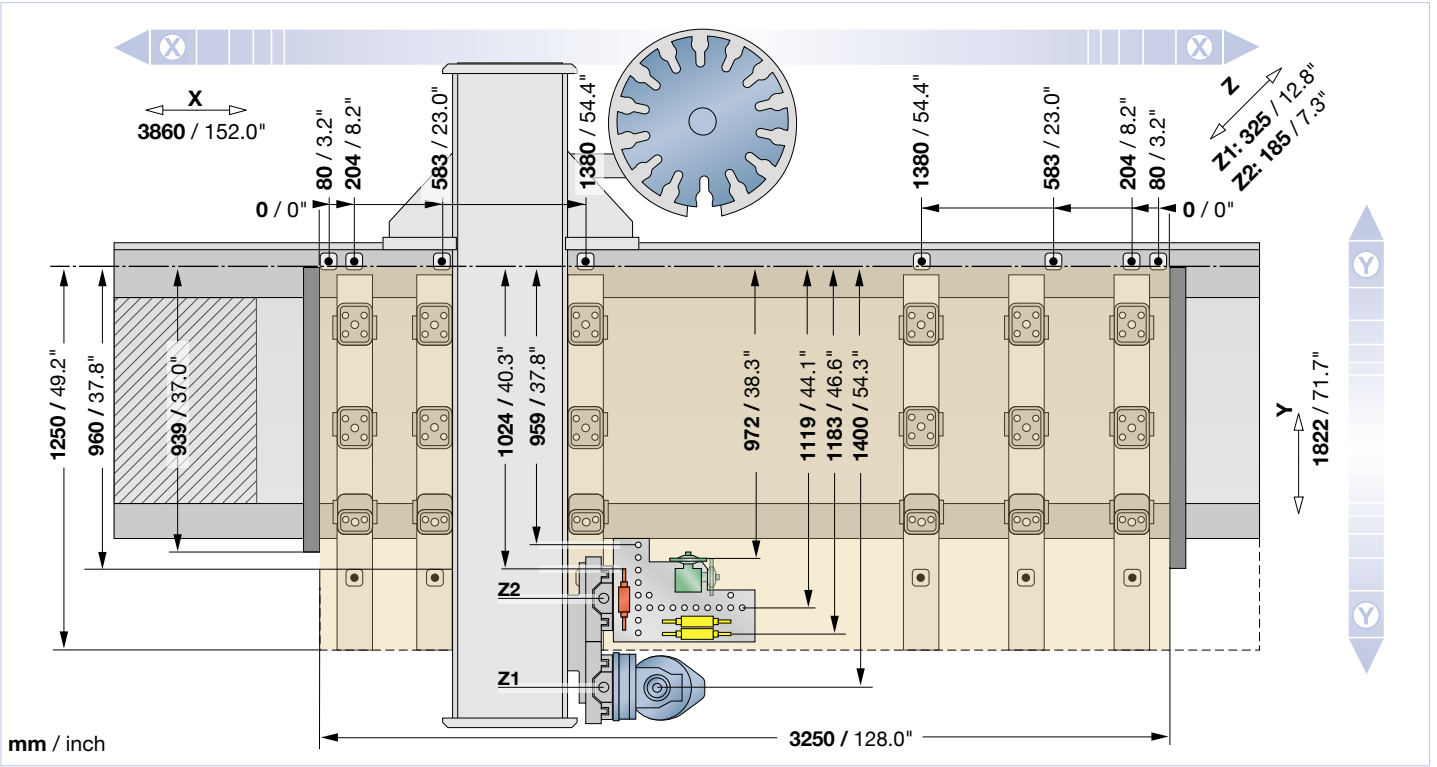 X
X
X
3860 / 152.0"
80 / 3.2"
204 / 8.2"
583 / 23.0"
1380 / 54.4"
1380 / 54.4"
583 / 23.0"
204 / 8.2"
80 / 3.2"
Z
Z1: 325 / 12.8"
Z2: 185 / 7.3"
0 / 0"
0 / 0"
Y
1250 / 49.2"
960 / 37.8"
939 / 37.0"
1024 / 40.3"
959 / 37.8"
972 / 38.3"
1119 / 44.1"
1183 / 46.6"
1400 / 54.3"
Y
1822 / 71.7"
Z2
Y
Z1
3250 / 128.0"
mm / inch